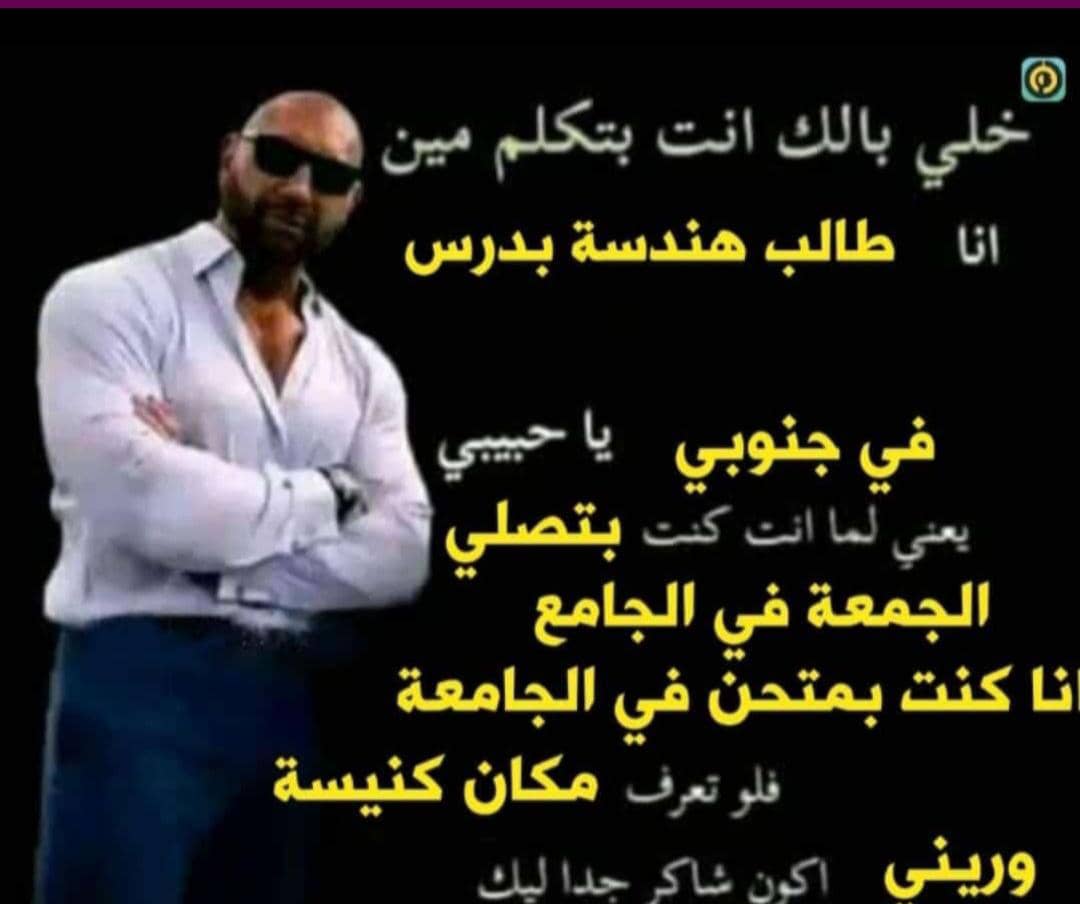 خلي بالك انت بتكلم مين
انا طالب هندسة بدرس
في جنوبي يا حبيبي
يعني لما انت كنت بتصلي
الجمعة في الجامع
انا كنت بمتحن في الجامعة
فلو تعرف مكان كنيسة
وريني اكون شاكر جدا ليك